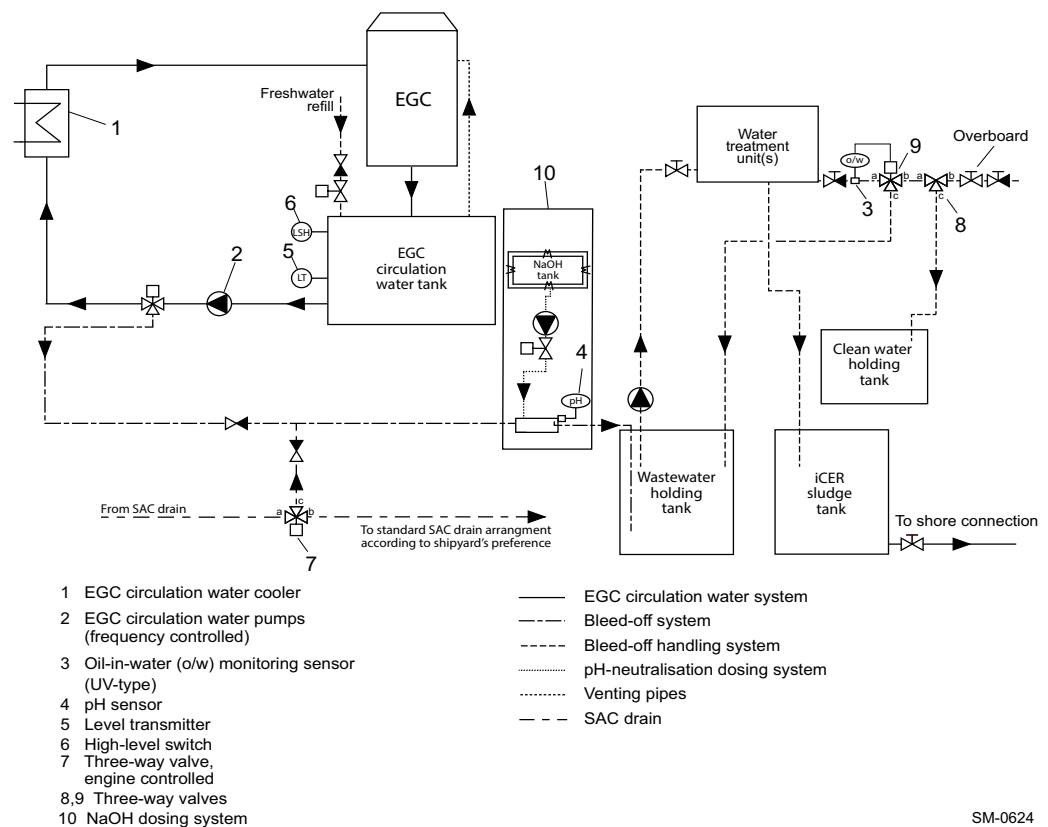 EGC
Freshwater
refill
1
Water
treatment
unit(s)
o/w
9
Overboard
a
b
a
b
c
c
3
8
10
6
LSH
5
LT
EGC
circulation
water tank
NaOH
tank
2
4
pH
Clean water
holding
tank
Wastewater
holding
tank
iCER
sludge
tank
To shore connection
From SAC drain
a
c
b
To standard SAC drain arrangment
according to shipyard's preference
7
1 EGC circulation water cooler
2 EGC circulation water pumps
(frequency controlled)
3 Oil-in-water (o/w) monitoring sensor
(UV-type)
4 pH sensor
5 Level transmitter
6 High-level switch
7 Three-way valve,
engine controlled
8,9 Three-way valves
10 NaOH dosing system
EGC circulation water system
Bleed-off system
Bleed-off handling system
pH-neutralisation dosing system
Venting pipes
SAC drain
SM-0624